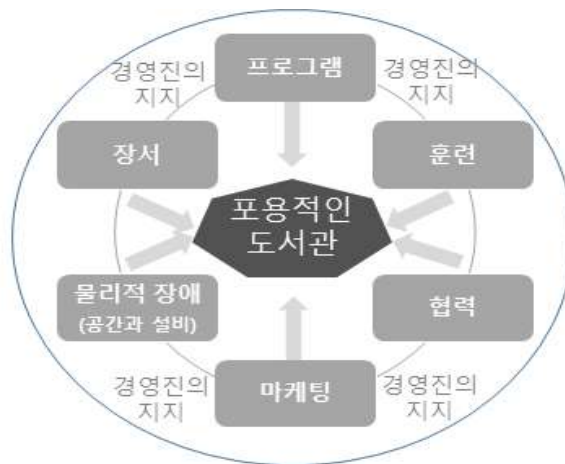 프로그램
경영진의
지지
경영진의
지지
장서
훈련
포용적인
도서관
물리적 장애
(공간과 설비)
협력
마케팅
경영진의
지지
경영진의
지지